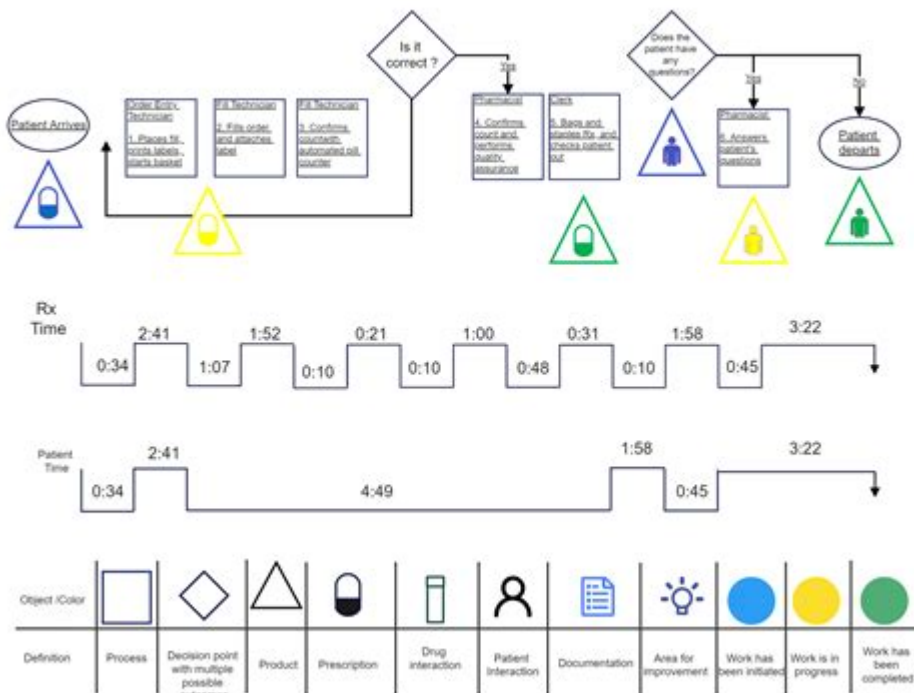 Is it
correct ?
Does the
patient have
any
questions?
Yes
Yes
No
Patient Arrives
Order Entry
Technician
1. Places fill,
prints labels,
starts basket
Fill Technician
2. Fills order,
and attaches
label
Fill Technician
3. Confirms
countwith
automated pill
counter
Pharmacist
4. Confirms
count and
performs
quality
assurance
Clerk
5. Bags and
staples Rx, and
checks patient
out
Pharmacist
6. Answers
patient's
questions
Patient
departs
Rx
Time
2:41
1:52
0:21
1:00
0:31
1:58
3:22
0:34
1:07
0:10
0:10
0:48
0:10
0:45
Patient
Time
2:41
1:58
3:22
0:34
4:49
0:45
Object /Color
Definition
Process
Decision point
with multiple
possible
Product
Prescription
Drug
interaction
Patient
Interaction
Documentation
Area for
improvement
Work has
been initiated
Work is in
progress
Work has
been
completed